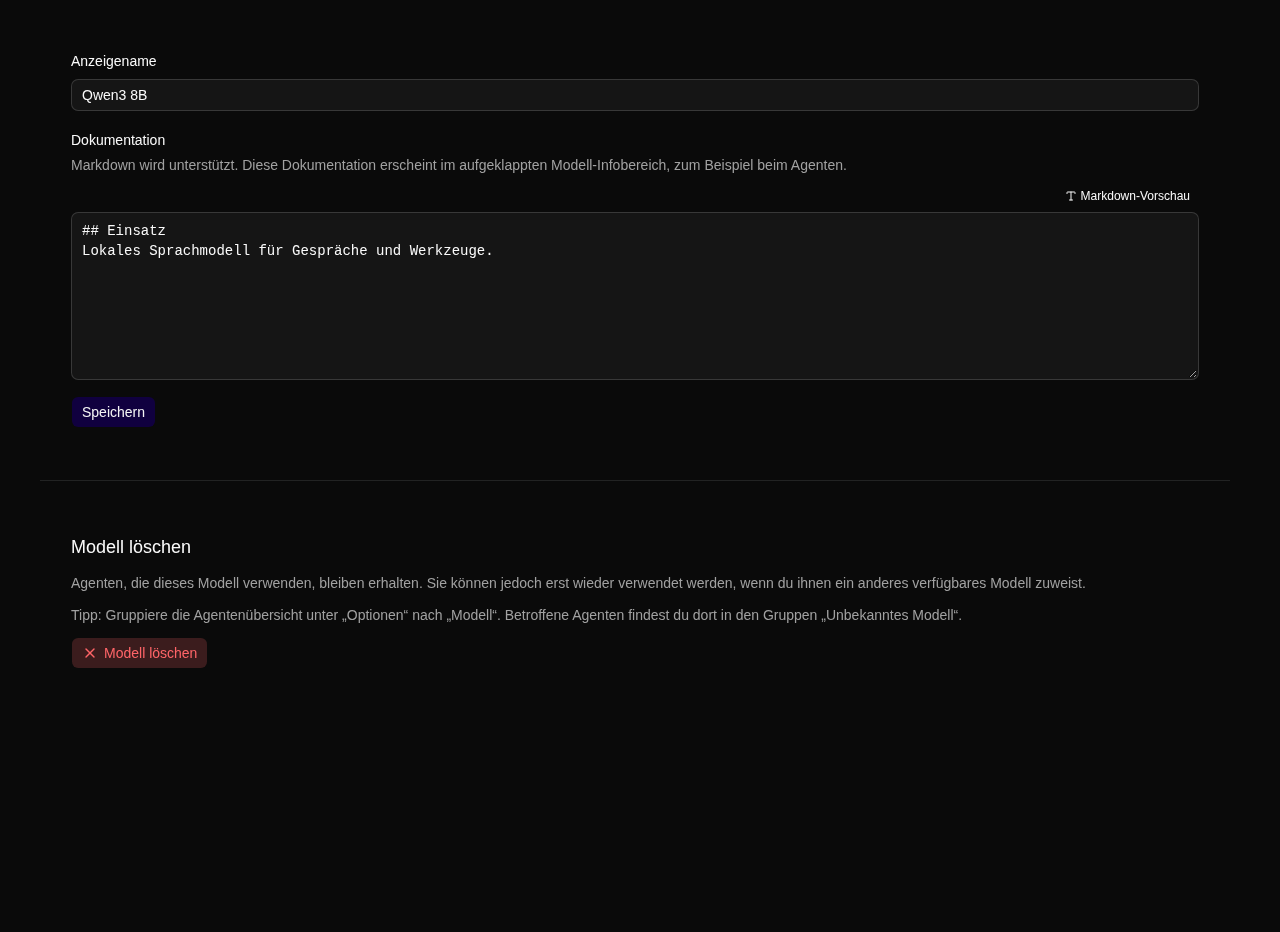 Anzeigename
Qwen3 8B
Dokumentation
Markdown wird unterstützt. Diese Dokumentation erscheint im aufgeklappten Modell-Infobereich, zum Beispiel beim Agenten.
Markdown-Vorschau
## Einsatz
Lokales Sprachmodell für Gespräche und Werkzeuge.
Speichern
Modell löschen
Agenten, die dieses Modell verwenden, bleiben erhalten. Sie können jedoch erst wieder verwendet werden, wenn du ihnen ein anderes verfügbares Modell zuweist.
Tipp: Gruppiere die Agentenübersicht unter „Optionen“ nach „Modell“. Betroffene Agenten findest du dort in den Gruppen „Unbekanntes Modell“.
Modell löschen